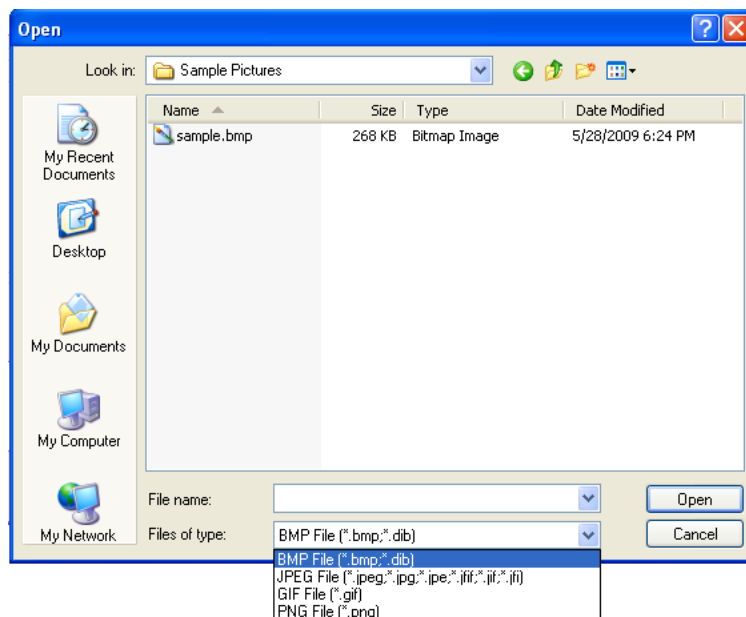 Open
Look in: Sample Pictures
Name Size Type Date Modified
sample.bmp 268 KB Bitmap Image 5/28/2009 6:24 PM
My Recent
Documents
Desktop
My Documents
My Computer
My Network
File name: Open
Files of type: BMP File (*.bmp;*.dib) Cancel
BMP File (*.bmp;*.dib)
JPEG File (*.jpeg;*.jpg;*.jpe;*.jfif;*.jif;*.jfi)
GIF File (*.gif)
PNG File (*.png)